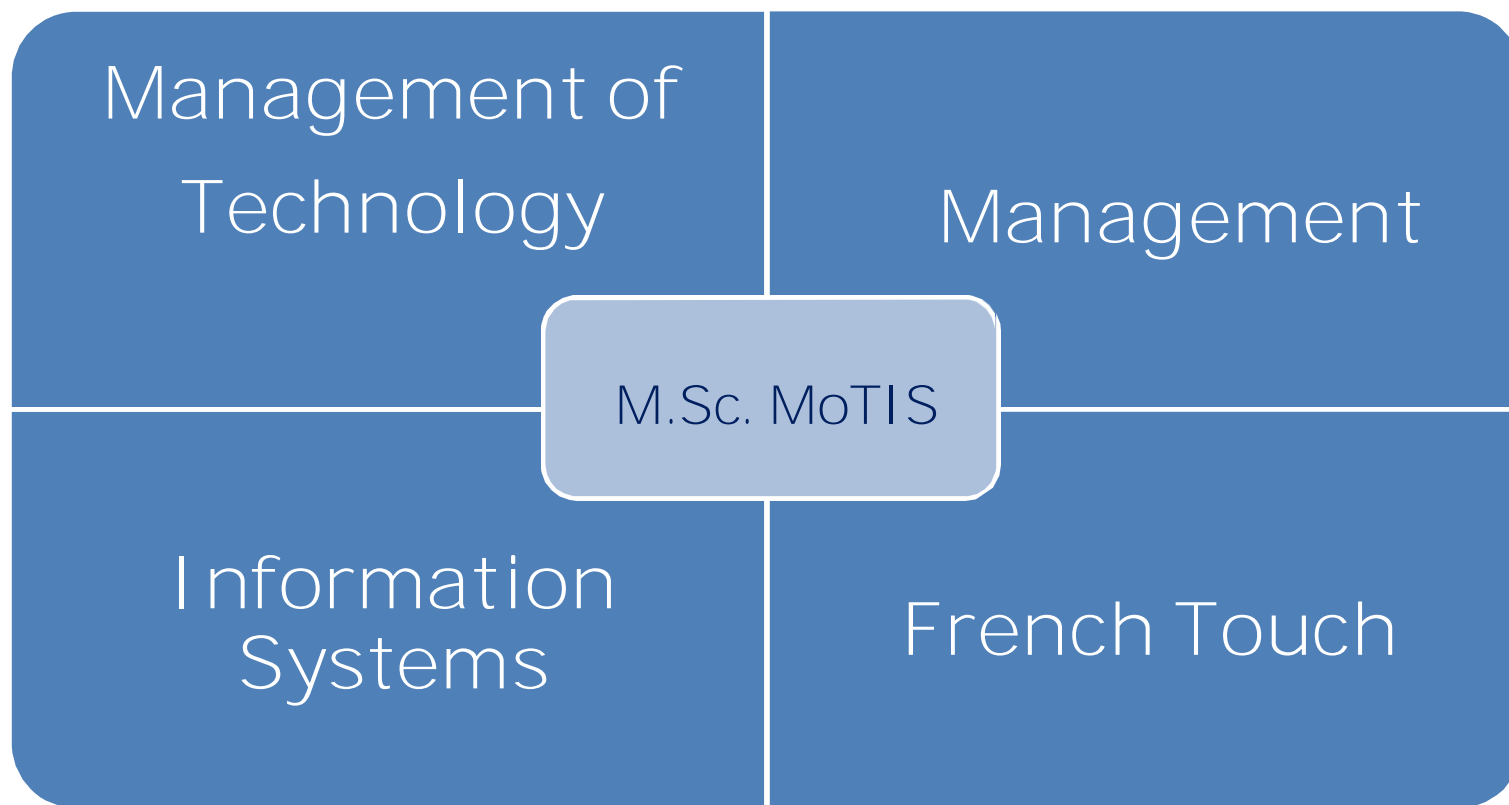 Management of
Technology
Management
M.Sc. MoTIS
Information
Systems
French Touch